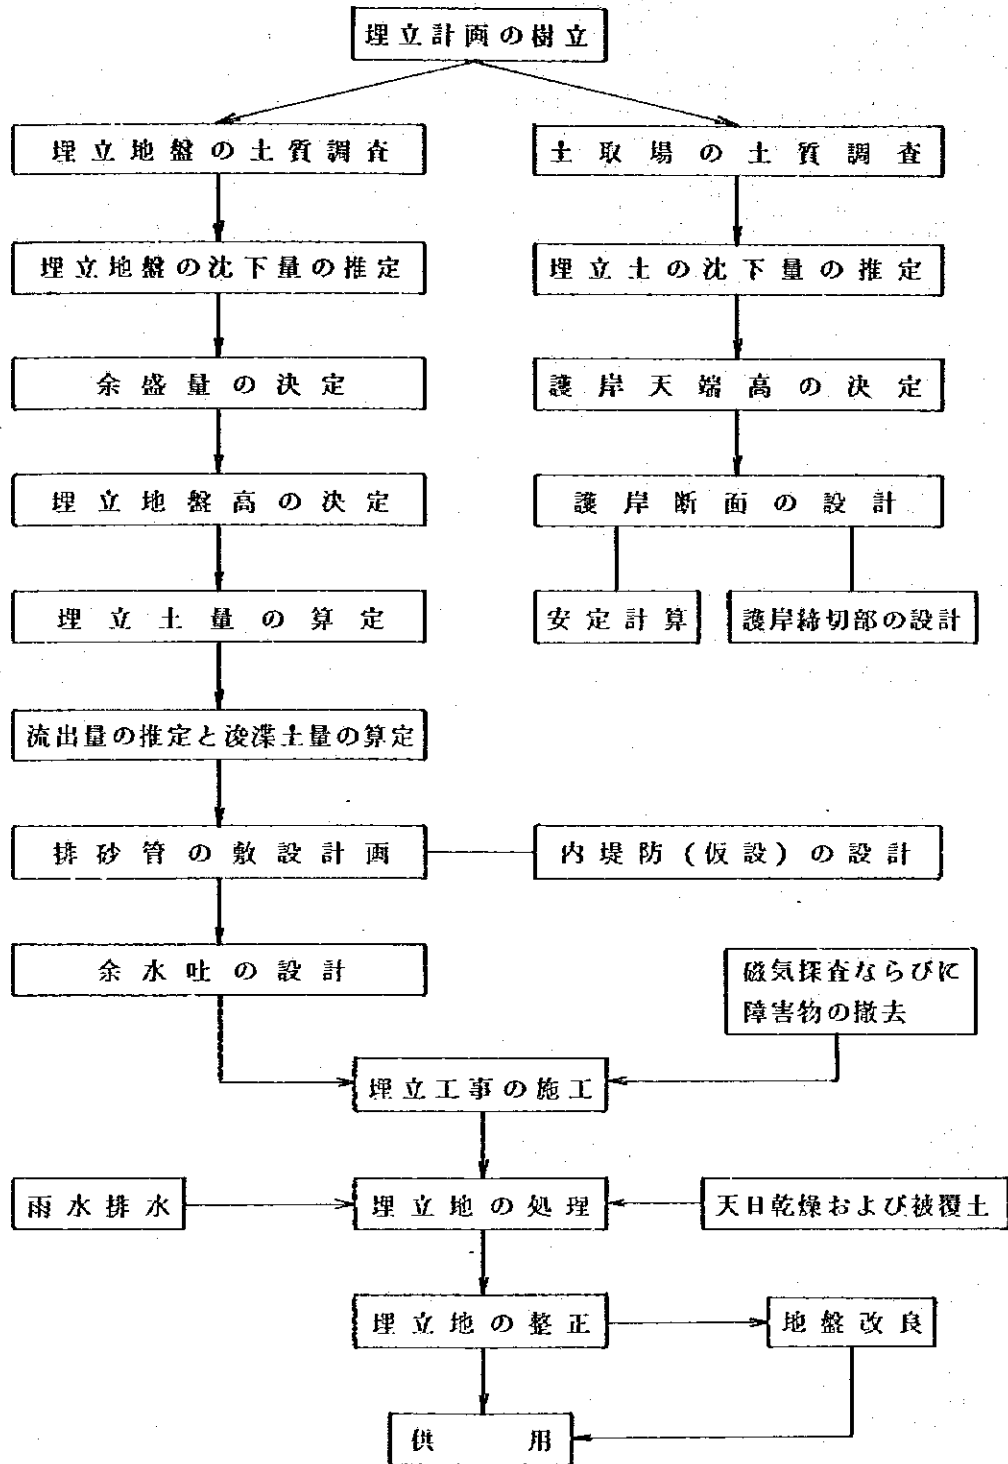 埋立計画の樹立
埋立地盤の土質調査
土取場の土質調査
埋立地盤の沈下量の推定
埋立土の沈下量の推定
余盛量の決定
護岸天端高の決定
埋立地盤高の決定
護岸断面の設計
埋立土量の算定
安定計算
護岸締切部の設計
流出量の推定と浚渫土量の算定
排砂管の敷設計画
内堤防(仮設)の設計
余水吐の設計
磁気探査ならびに
障害物の撤去
埋立工事の施工
雨水排水
埋立地の処理
天日乾燥および被覆土
埋立地の整正
地盤改良
供用